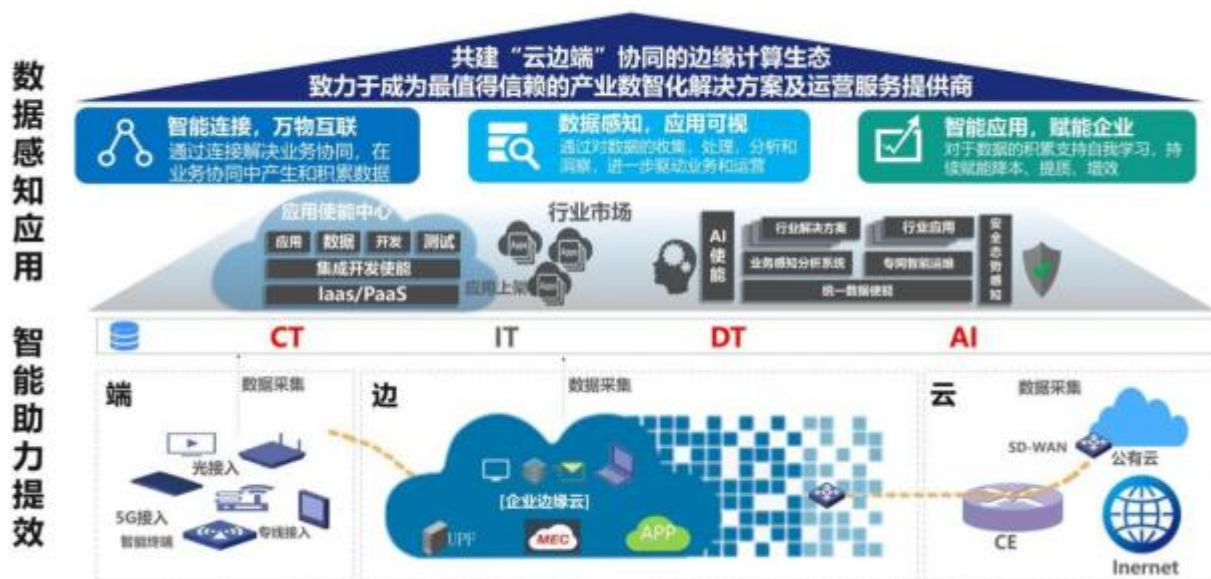 数据感知应用
智能助力提效
共建“云边端”协同的边缘计算生态
致力于成为最值得信赖的产业数智化解决方案及运营服务提供商
智能连接，万物互联
通过连接解决业务协同，在
业务协同中产生和积累数据
数据感知，应用可视
通过对数据的收集，处理，分析和
洞察，进一步驱动业务和运营
智能应用，赋能企业
对于数据的积累支持自我学习，持
续赋能降本、提质、增效
应用使能中心
应用 数据 开发 测试
集成开发使能
Iaas/PaaS
行业市场
Apps
Apps
Apps
应用上架
AI使能
行业解决方案 行业应用
业务感知分析系统 专网智能运维
统一数据使能
安全态势感知
CT IT DT AI
端
数据采集
光接入
5G接入
智能终端
专线接入
边
数据采集
[企业边缘云]
UPF
MEC
APP
云
数据采集
SD-WAN
公有云
CE
Inernet